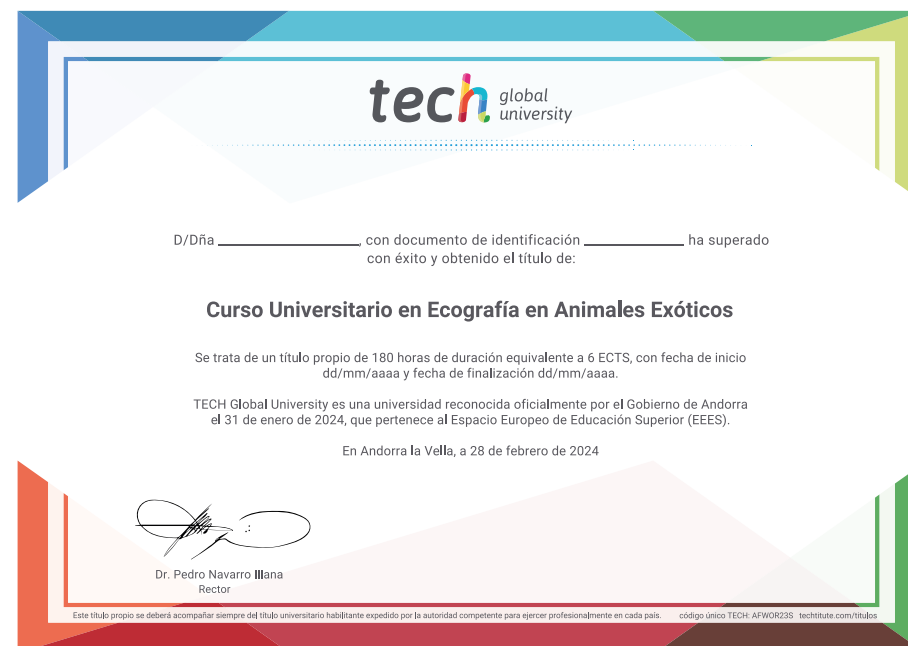 tech global university
D/Dña ____________________, con documento de identificación ______________ ha superado
con éxito y obtenido el título de:
Curso Universitario en Ecografía en Animales Exóticos
Se trata de un título propio de 180 horas de duración equivalente a 6 ECTS, con fecha de inicio
dd/mm/aaaa y fecha de finalización dd/mm/aaaa.
TECH Global University es una universidad reconocida oficialmente por el Gobierno de Andorra
el 31 de enero de 2024, que pertenece al Espacio Europeo de Educación Superior (EEES).
En Andorra la Vella, a 28 de febrero de 2024
Dr. Pedro Navarro Illana
Rector
Este título propio se deberá acompañar siempre del título universitario habilitante expedido por la autoridad competente para ejercer profesionalmente en cada país. código único TECH: AFWOR23S techtitute.com/títulos